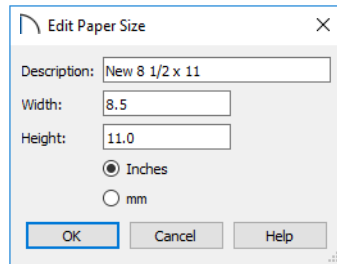 Edit Paper Size
Description: New 8 1/2 x 11
Width: 8.5
Height: 11.0
Inches
mm
OK Cancel Help